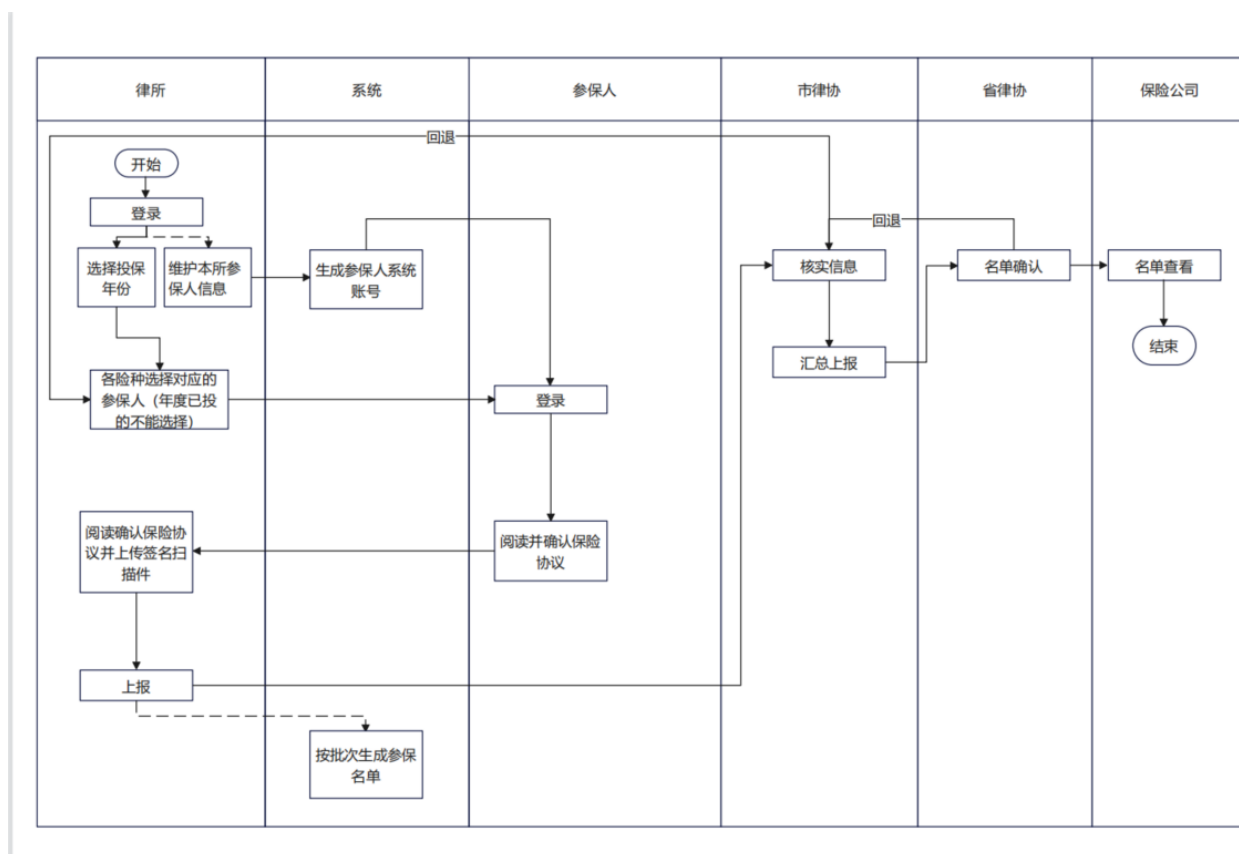 律所
系统
参保人
市律协
省律协
保险公司
回退
开始
登录
回退
选择投保
年份
维护本所参
保人信息
生成参保人系统
账号
核实信息
名单确认
名单查看
结束
汇总上报
各险种选择对应的
参保人（年度已投
的不能选择）
登录
阅读确认保险协
议并上传签名扫
描件
阅读并确认保险
协议
上报
按批次生成参保
名单